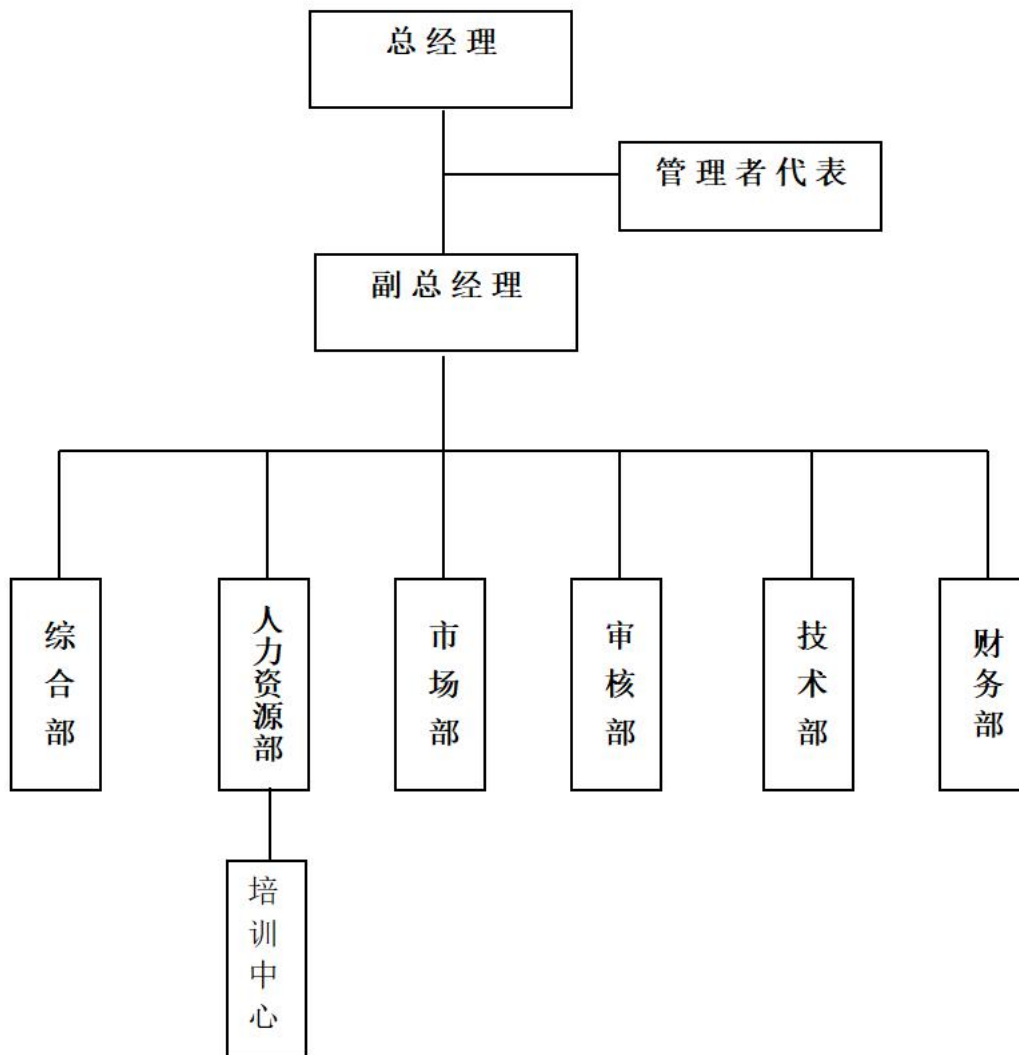 总经理
管理者代表
副总经理
综合部
人力资源部
市场部
审核部
技术部
财务部
培训中心